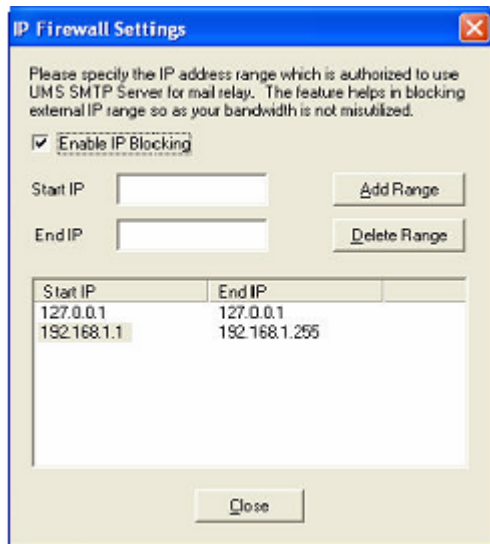 IP Firewall Settings
Please specify the IP address range which is authorized to use
UMS SMTP Server for mail relay. The feature helps in blocking
external IP range so as your bandwidth is not misutilized.
Enable IP Blocking
Start IP
Add Range
End IP
Delete Range
Start IP End IP
127.0.0.1 127.0.0.1
192.168.1.1 192.168.1.255
Close